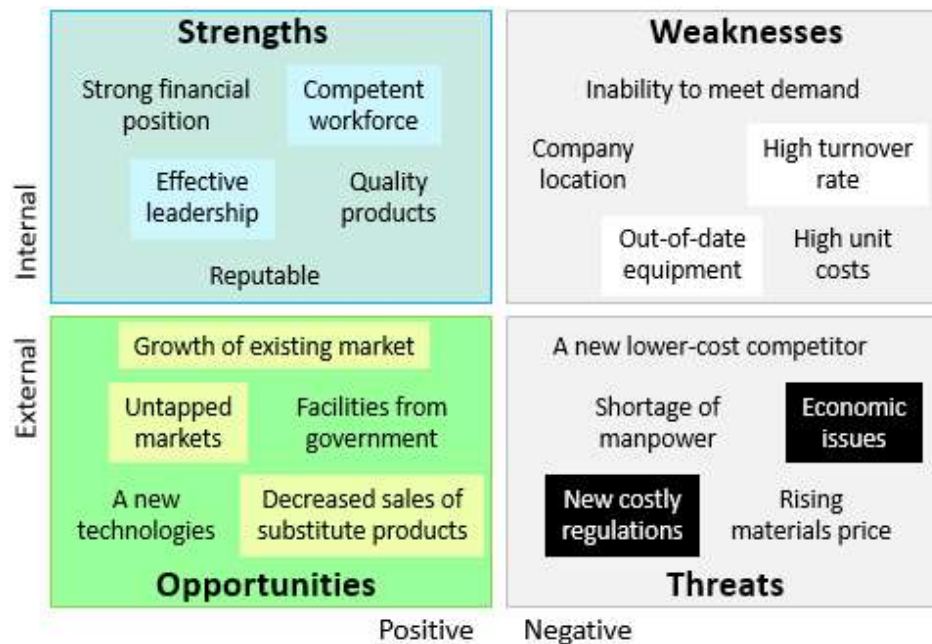 Strengths
Strong financial
position
Competent
workforce
Effective
leadership
Quality
products
Reputable
Weaknesses
Inability to meet demand
Company
location
High turnover
rate
Out-of-date
equipment
High unit
costs
Internal
External
Growth of existing market
Untapped
markets
Facilities from
government
A new
technologies
Decreased sales of
substitute products
Opportunities
A new lower-cost competitor
Shortage of
manpower
Economic
issues
New costly
regulations
Rising
materials price
Threats
Positive
Negative